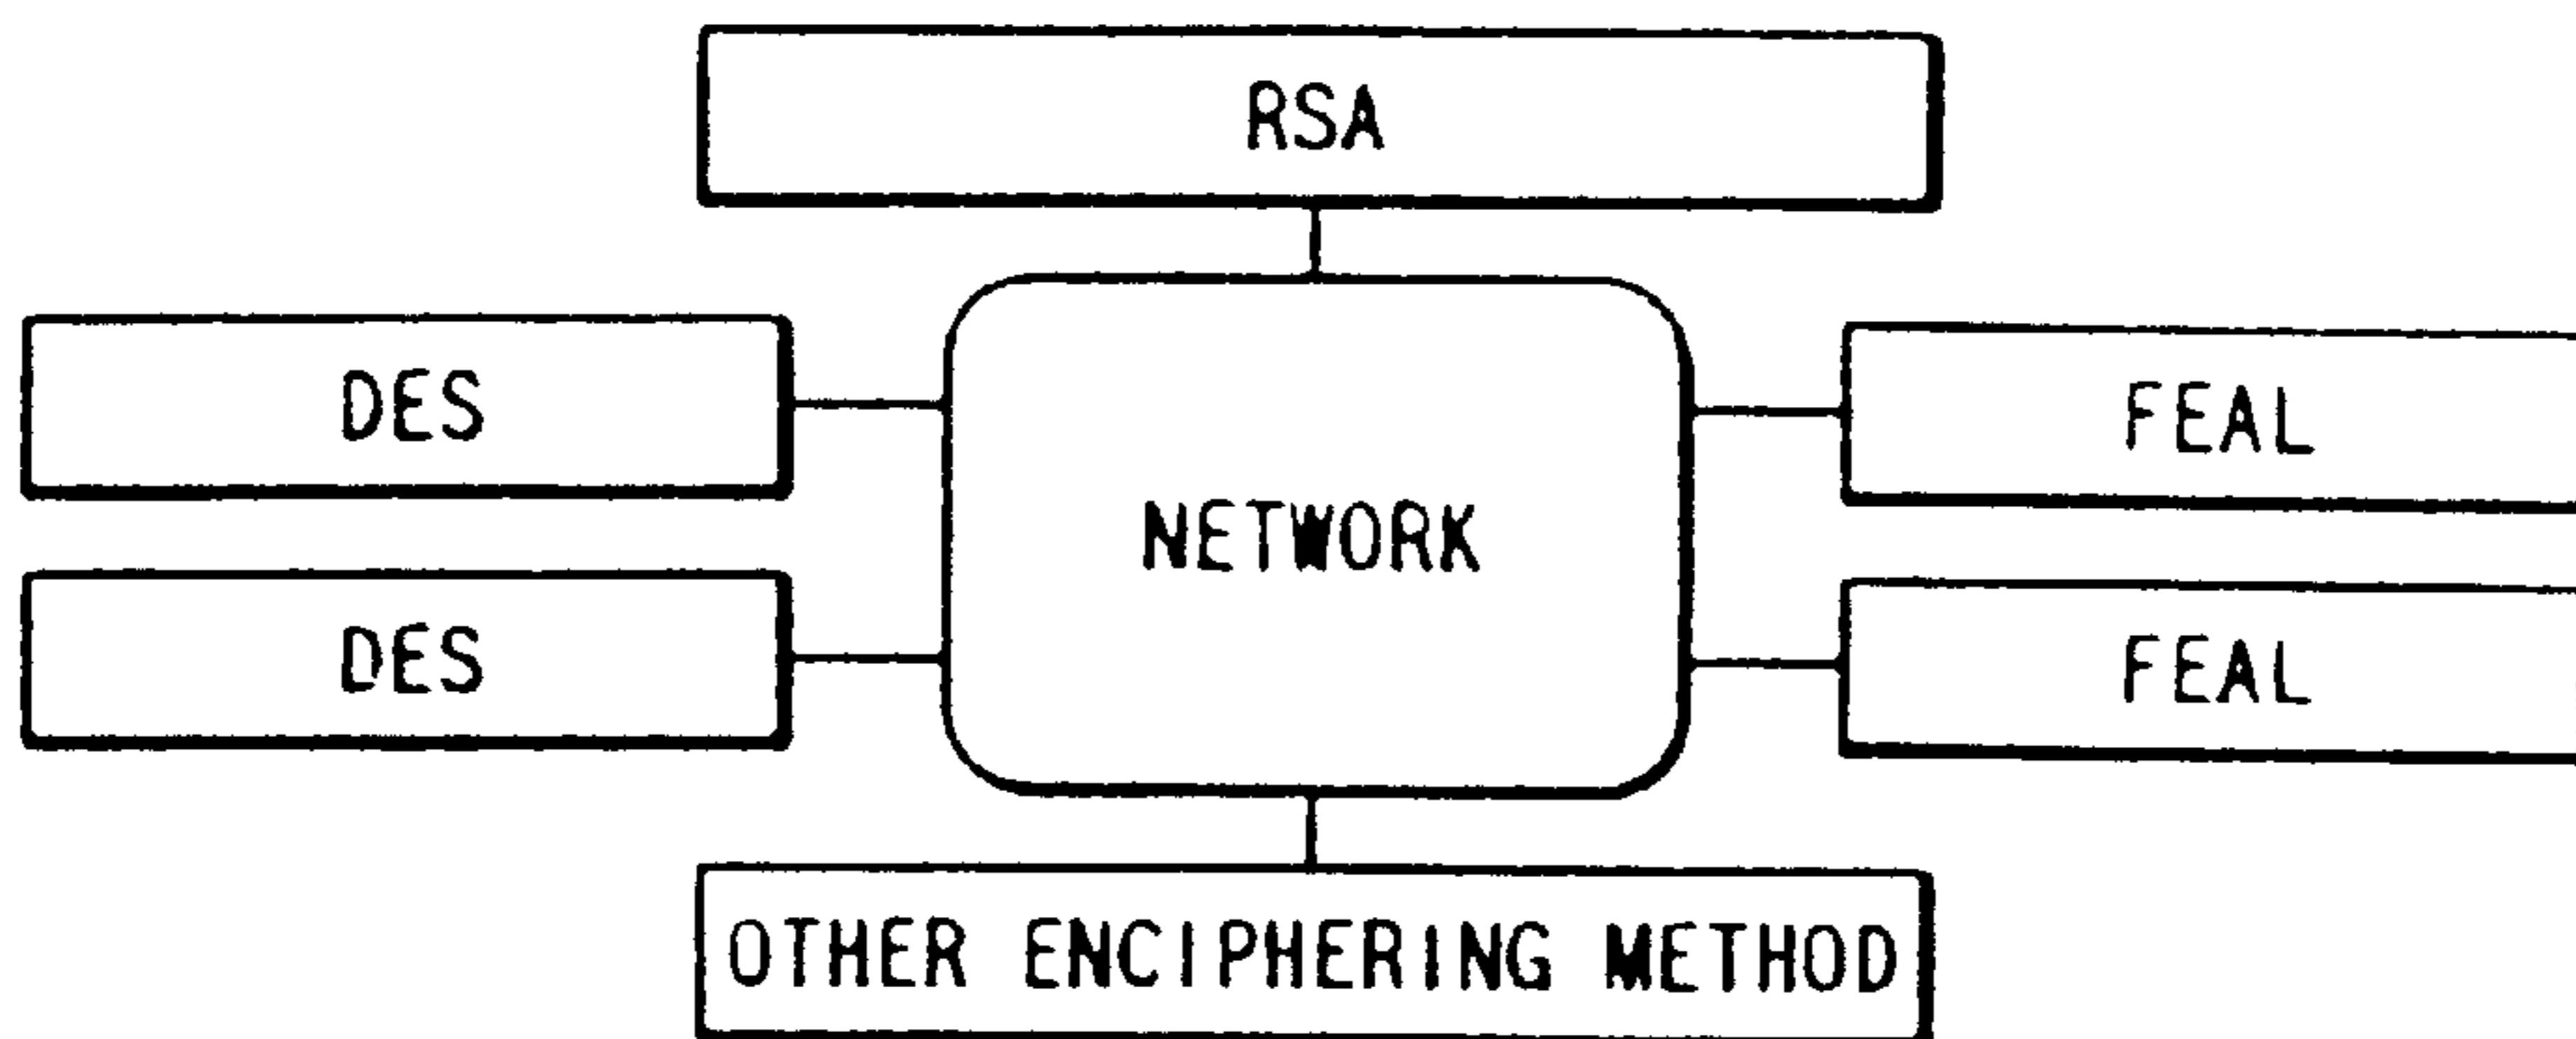 RSA
DES
FEAL
NETWORK
DES
FEAL
OTHER ENCIPHERING METHOD